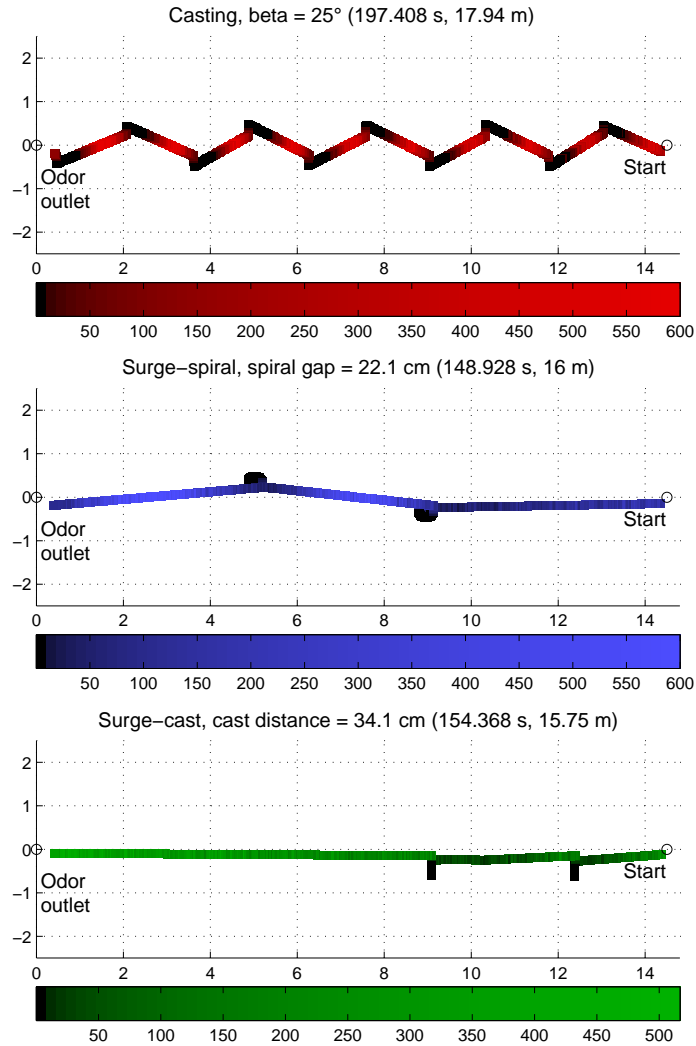 Casting, beta = 25° (197.408 s, 17.94 m)
2
1
0
−1
−2
Odor
outlet
Start
0 2 4 6 8 10 12 14
50 100 150 200 250 300 350 400 450 500 550 600
Surge−spiral, spiral gap = 22.1 cm (148.928 s, 16 m)
2
1
0
−1
−2
Odor
outlet
Start
0 2 4 6 8 10 12 14
50 100 150 200 250 300 350 400 450 500 550 600
Surge−cast, cast distance = 34.1 cm (154.368 s, 15.75 m)
2
1
0
−1
−2
Odor
outlet
Start
0 2 4 6 8 10 12 14
50 100 150 200 250 300 350 400 450 500